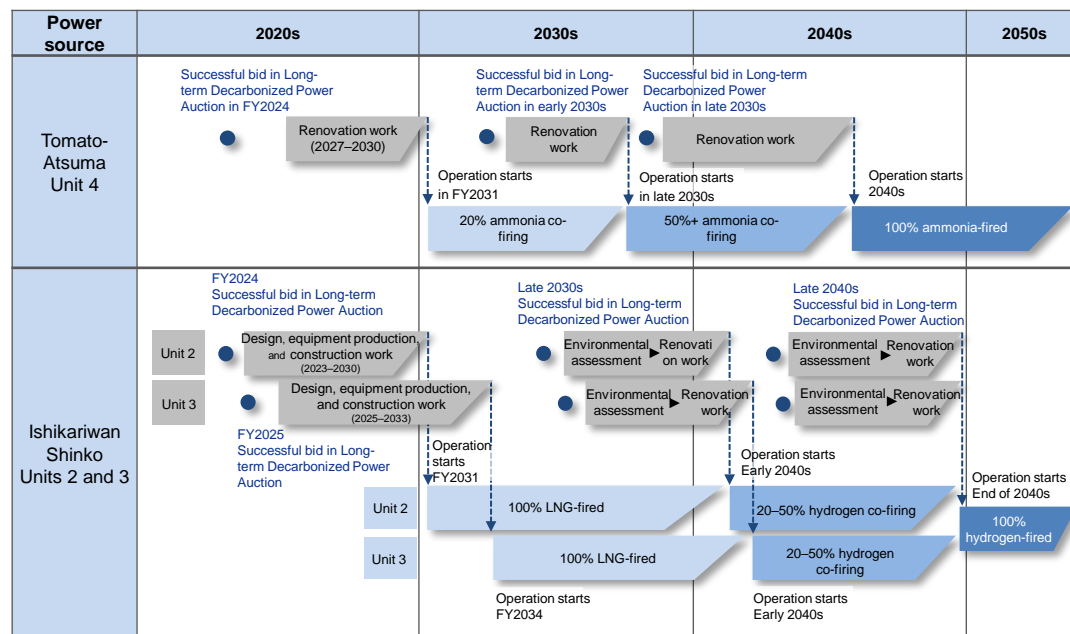 Power
source
2020s
2030s
2040s
2050s
Tomato-
Atsuma
Unit 4
Successful bid in Long-
term Decarbonized Power
Auction in FY2024
Successful bid in Long-
term Decarbonized Power
Auction in early 2030s
Successful bid in Long-term
Decarbonized Power
Auction in late 2030s
Renovation work
(2027–2030)
Renovation
work
Renovation work
Operation starts
in FY2031
Operation starts
in late 2030s
Operation starts
2040s
20% ammonia co-
firing
50%+ ammonia co-
firing
100% ammonia-fired
Ishikariwan
Shinko
Units 2 and 3
FY2024
Successful bid in Long-term
Decarbonized Power Auction
Late 2030s
Successful bid in Long-term
Decarbonized Power Auction
Late 2040s
Successful bid in Long-term
Decarbonized Power Auction
Unit 2
Design, equipment production,
and construction work
(2023–2030)
Environmental
assessment
Renovati
on work
Environmental
assessment
Renovation
work
Unit 3
Design, equipment production,
and construction work
(2025–2033)
Environmental
assessment
Renovation
work
Environmental
assessment
Renovation
work
FY2025
Successful bid in Long-
term Decarbonized Power
Auction
Operation
starts
FY2031
Operation starts
Early 2040s
Operation starts
End of 2040s
Unit 2
100% LNG-fired
20–50% hydrogen co-firing
100%
hydrogen-fired
Unit 3
100% LNG-fired
20–50% hydrogen
co-firing
Operation starts
FY2034
Operation starts
Early 2040s